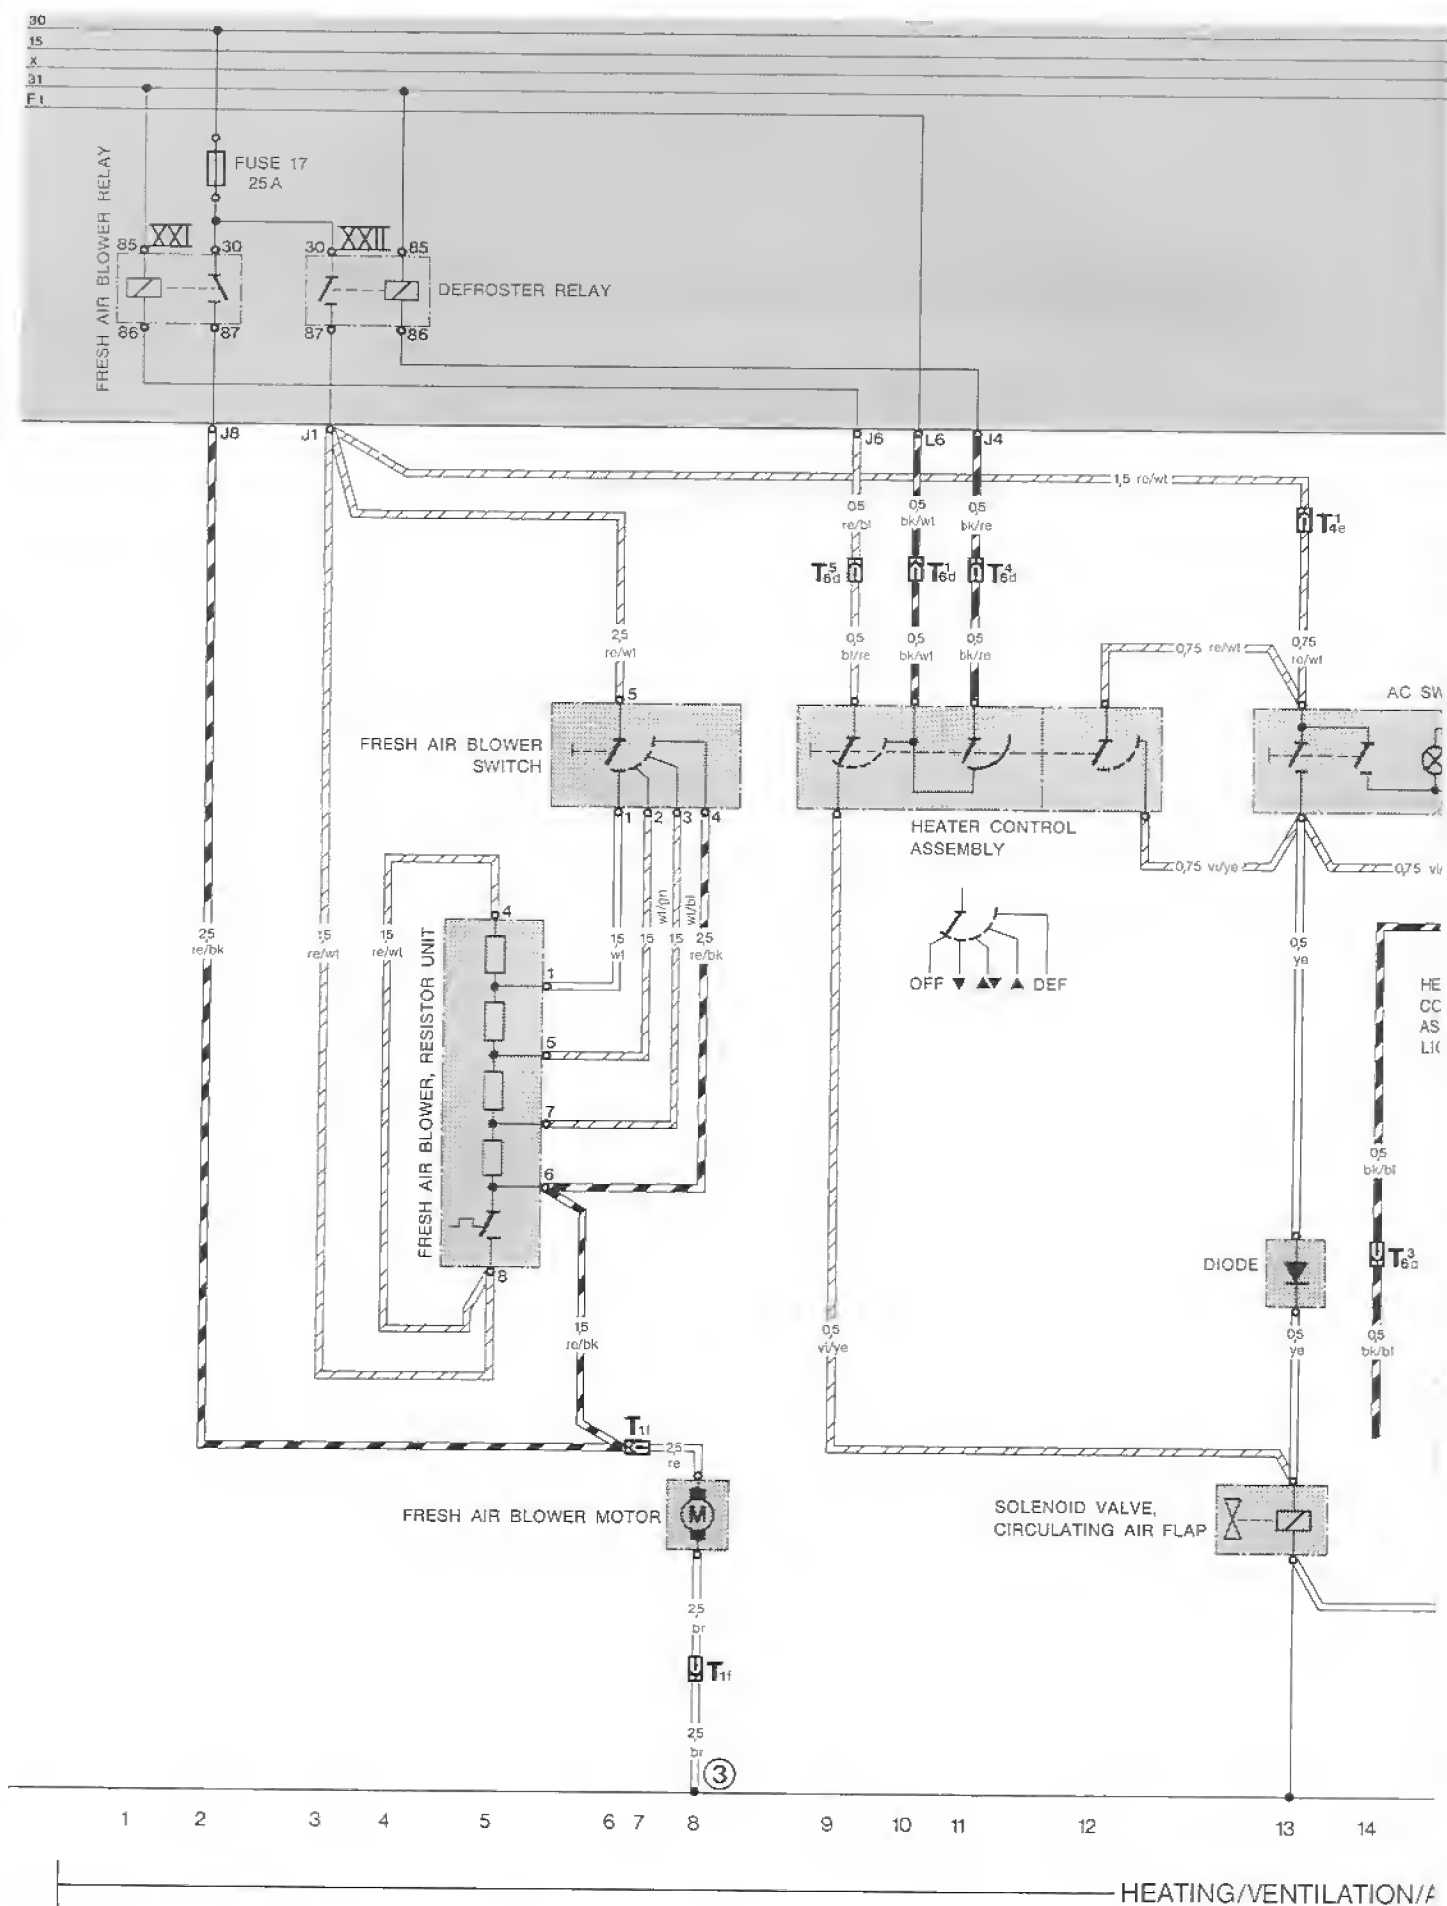 30
15
X
31
F1
FUSE 17
25A
FRESH AIR BLOWER RELAY
85
XXI
30
30
XXII
85
DEFROSTER RELAY
86
87
87
86
J8
J1
J6
L6
J4
1,5 re/wt
0,5
re/bl
0,5
bk/wt
0,5
bk/re
T1
4e
T5
6d
T1
6d
T4
6d
2,5
re/wt
0,5
bl/re
0,5
bk/wt
0,5
bk/re
0,75 re/wt
0,75
re/wt
AC SW
5
FRESH AIR BLOWER
SWITCH
1
2
3
4
HEATER CONTROL
ASSEMBLY
0,75 vi/ye
0,75 vi/
4
2,5
re/bk
1,5
re/wt
1,5
re/wt
1,5
wt
1,5
wt/gn
1,5
wt/bl
2,5
re/bk
0,5
ye
OFF ▼ ▲▼ ▲ DEF
HE
CC
AS
LI
FRESH AIR BLOWER, RESISTOR UNIT
1
5
7
6
8
0,5
bk/bl
DIODE
T3
6a
1,5
re/bk
0,5
vi/ye
0,5
ye
0,5
bk/bl
T1f
2,5
re
FRESH AIR BLOWER MOTOR
M
SOLENOID VALVE,
CIRCULATING AIR FLAP
2,5
br
T1f
2,5
br
3
1 2 3 4 5 6 7 8 9 10 11 12 13 14
HEATING/VENTILATION/A